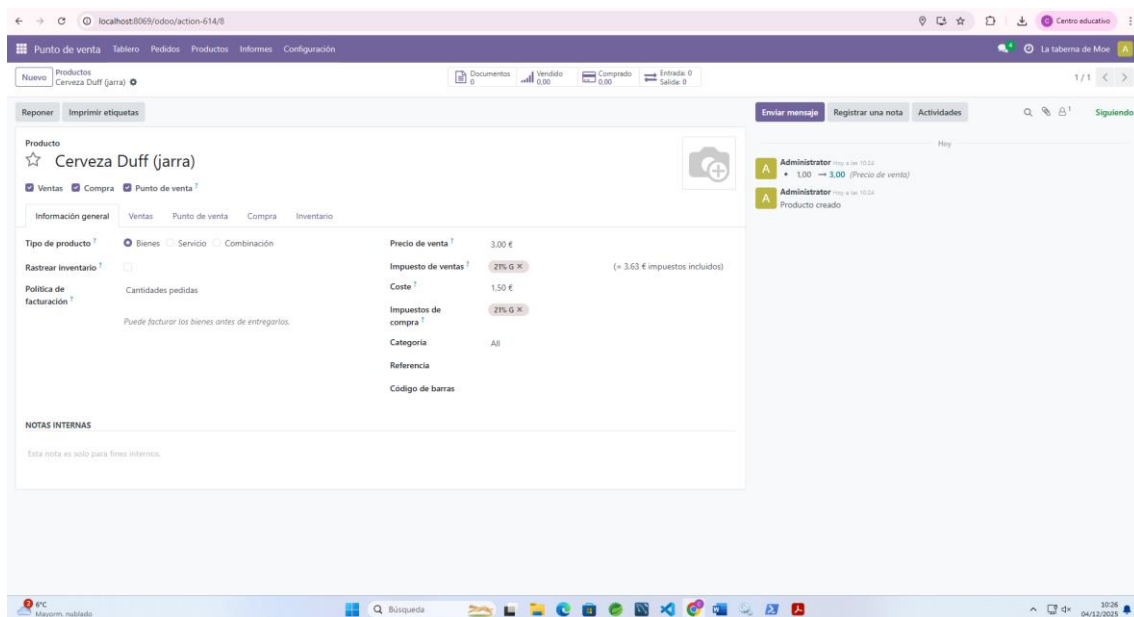 localhost:8069/odoo/action-614/8
Centro educativo
Punto de venta Tablero Pedidos Productos Informes Configuración
4
La taberna de Moe A
Nuevo
Productos
Cerveza Duff (jarra)
Documentos
0
Vendido
0,00
Comprado
0,00
Entrada: 0
Salida: 0
1 / 1
Reponer Imprimir etiquetas
Enviar mensaje Registrar una nota Actividades
1
Siguiendo
Producto
Cerveza Duff (jarra)
Ventas Compra Punto de venta ?
Información general Ventas Punto de venta Compra Inventario
Tipo de producto ? Bienes Servicio Combinación
Rastrear inventario ?
Política de
facturación ?
Cantidades pedidas
Puede facturar los bienes antes de entregarlos.
Precio de venta ? 3,00 €
Impuesto de ventas ? 21% G × (= 3.63 € impuestos incluidos)
Coste ? 1,50 €
Impuestos de
compra ?
21% G ×
Categoría All
Referencia
Código de barras
NOTAS INTERNAS
Esta nota es solo para fines internos.
Hoy
A
Administrator Hoy a las 10:24
• 1,00 → 3,00 (Precio de venta)
A
Administrator Hoy a las 10:24
Producto creado
2
6°C
Mayorm. nublado
Búsqueda
10:26
04/12/2025